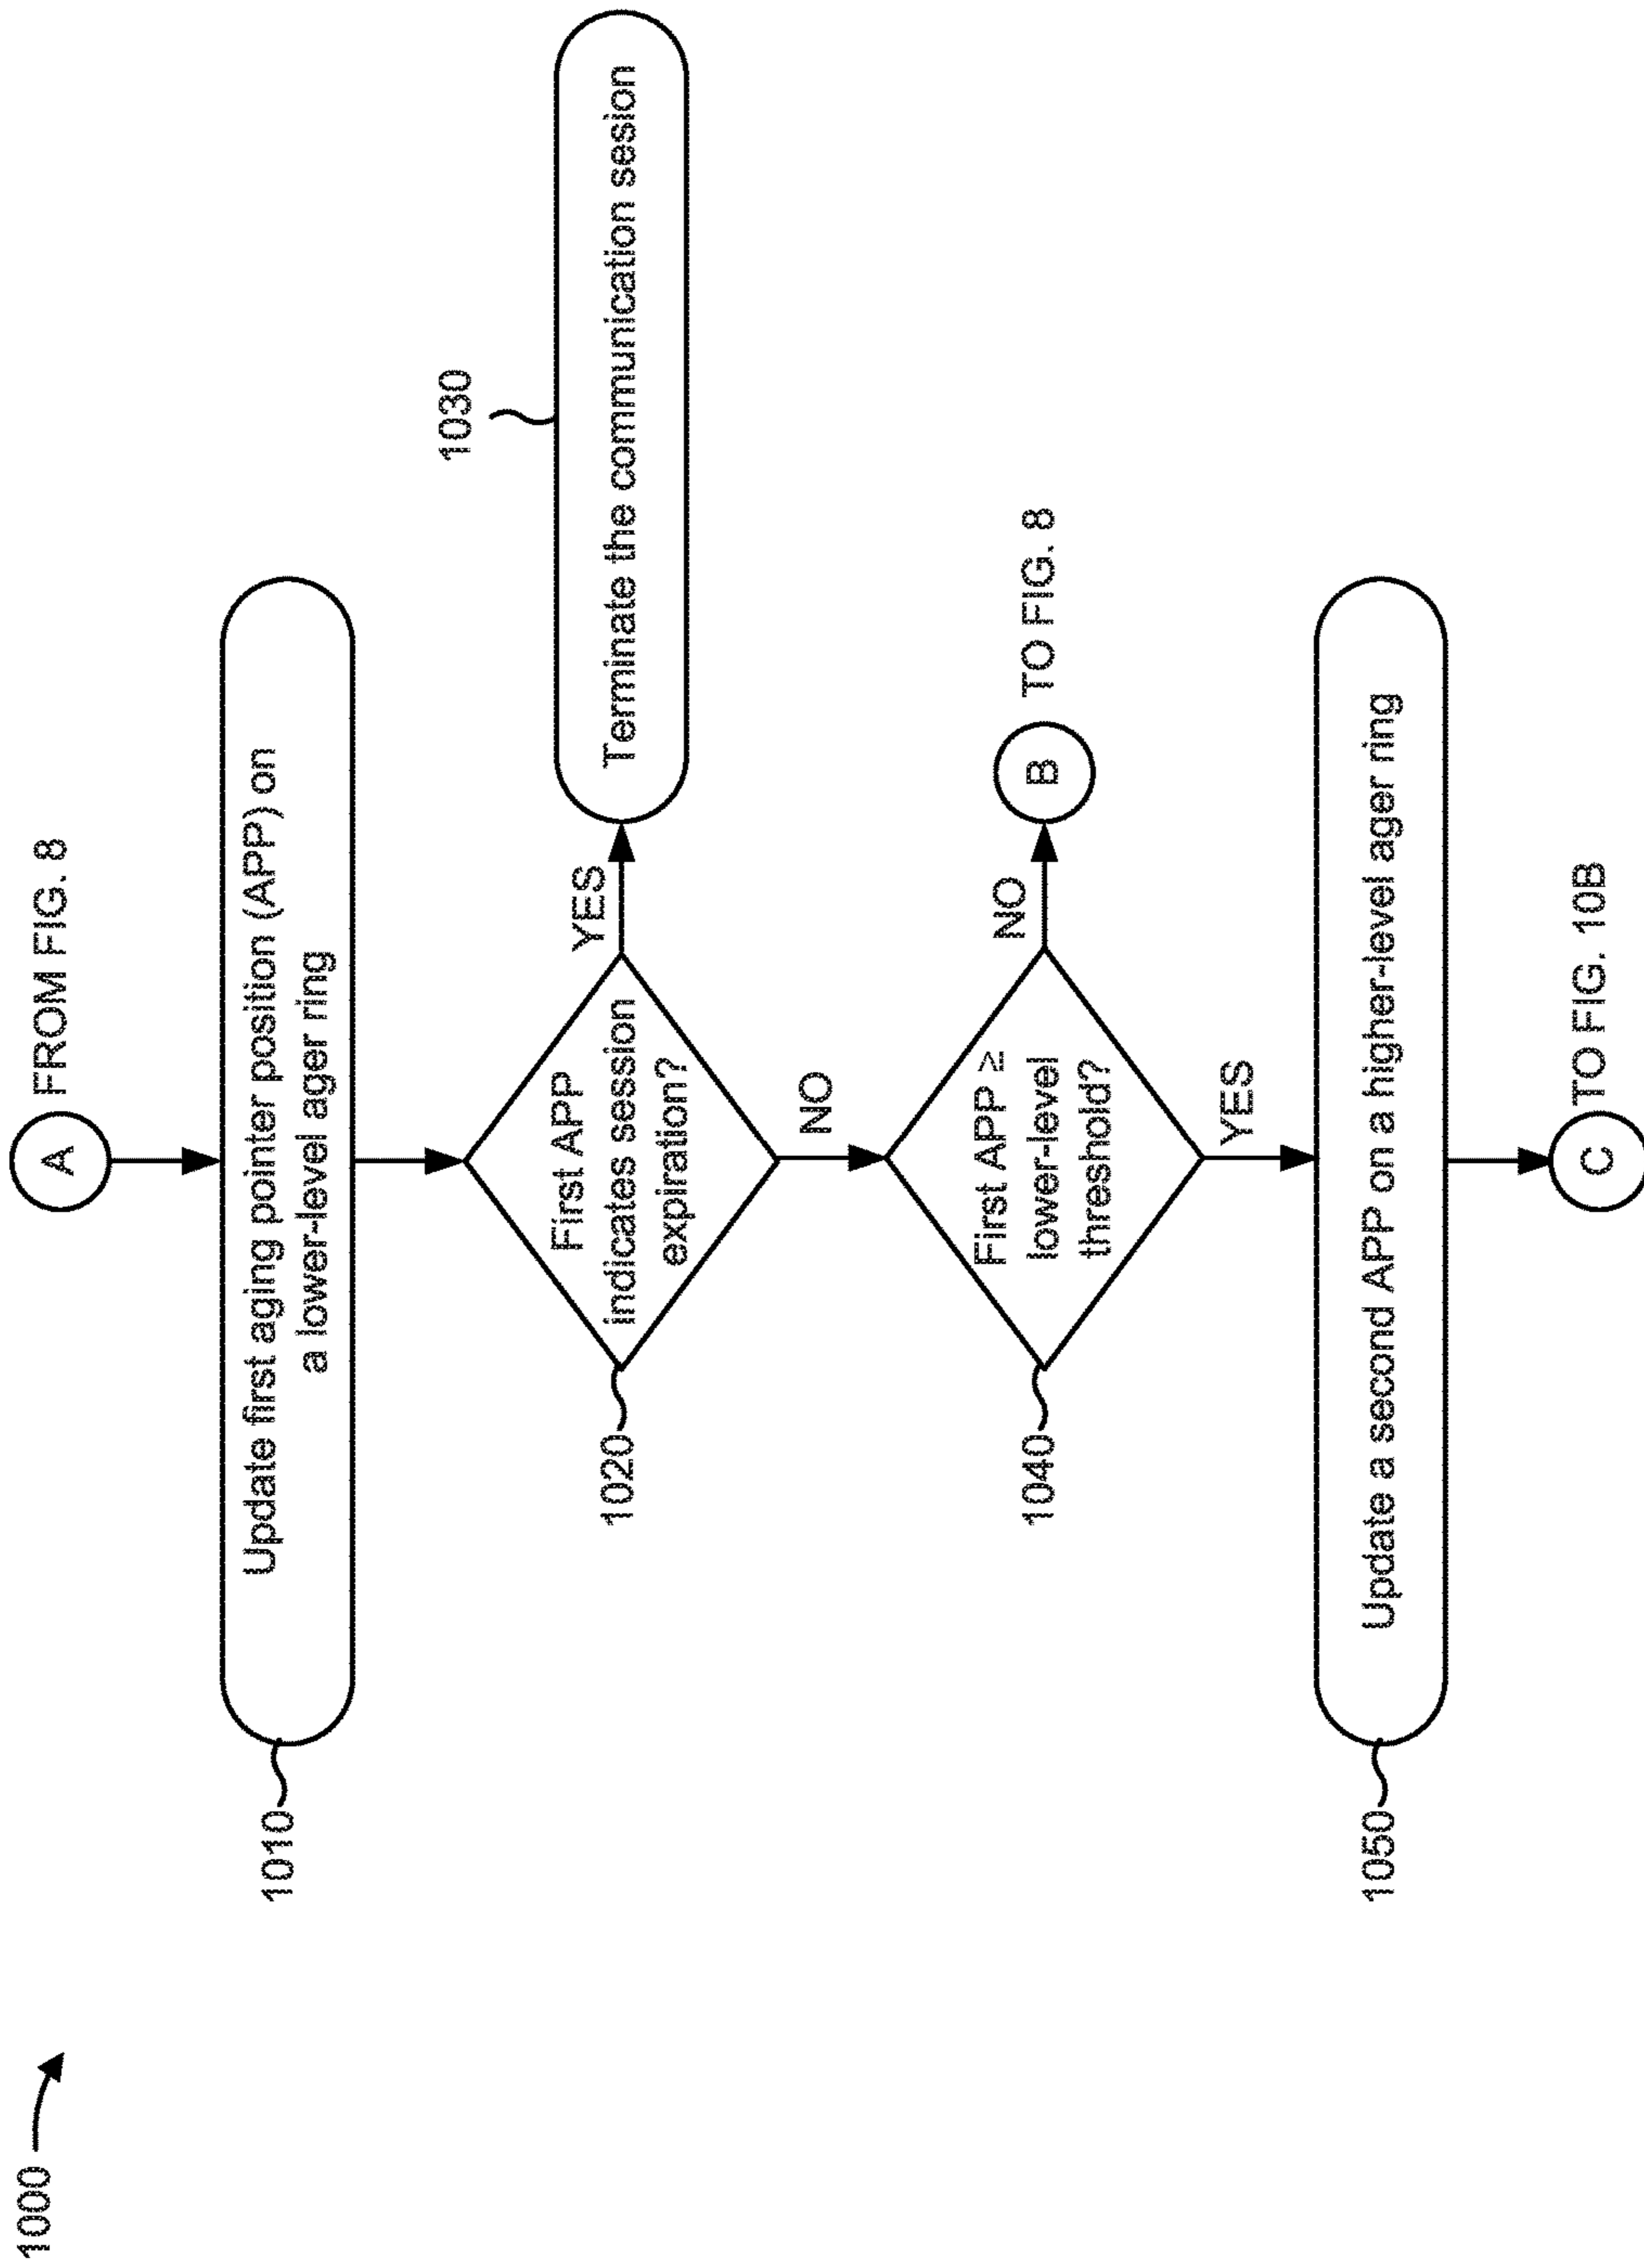 1000
A
FROM FIG. 8
1010
Update first aging pointer position (APP) on
a lower-level ager ring
1020
First APP
indicates session
expiration?
YES
1030
Terminate the communication sesion
NO
1040
First APP ≥
lower-level
threshold?
NO
B
TO FIG. 8
YES
1050
Update a second APP on a higher-level ager ring
C
TO FIG. 10B